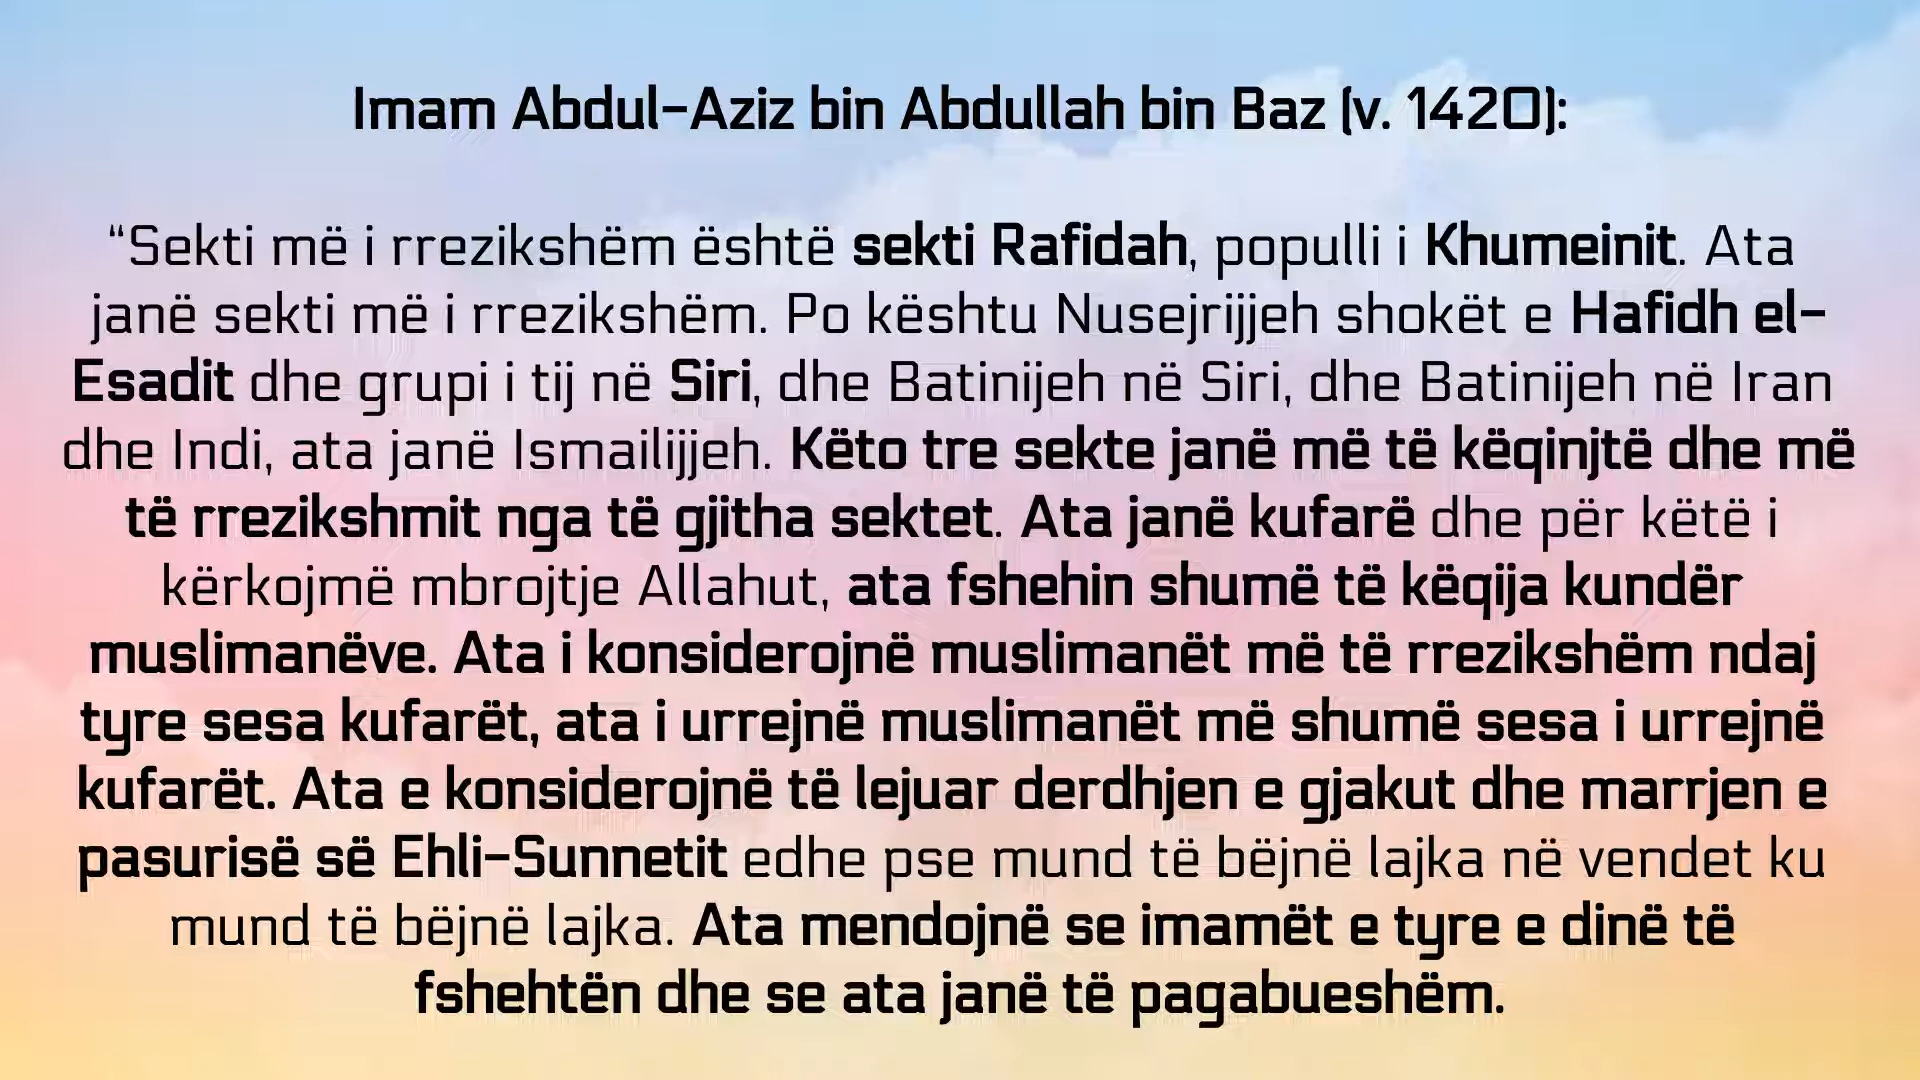 Imam Abdul-Aziz bin Abdullah bin Baz (v. 1420):
“Sekti më i rrezikshëm është sekti Rafidah, populli i Khumeinit. Ata
janë sekti më i rrezikshëm. Po kështu Nusejrijjeh shokët e Hafidh el-
Esadit dhe grupi i tij në Siri, dhe Batinijeh në Siri, dhe Batinijeh në Iran
dhe Indi, ata janë Ismailijjeh. Këto tre sekte janë më të këqinjtë dhe më
të rrezikshmit nga të gjitha sektet. Ata janë kufarë dhe për këtë i
kërkojmë mbrojtje Allahut, ata fshehin shumë të këqija kundër
muslimanëve. Ata i konsiderojnë muslimanët më të rrezikshëm ndaj
tyre sesa kufarët, ata i urrejnë muslimanët më shumë sesa i urrejnë
kufarët. Ata e konsiderojnë të lejuar derdhjen e gjakut dhe marrjen e
pasurisë së Ehli-Sunnetit edhe pse mund të bëjnë lajka në vendet ku
mund të bëjnë lajka. Ata mendojnë se imamët e tyre e dinë të
fshehtën dhe se ata janë të pagabueshëm.